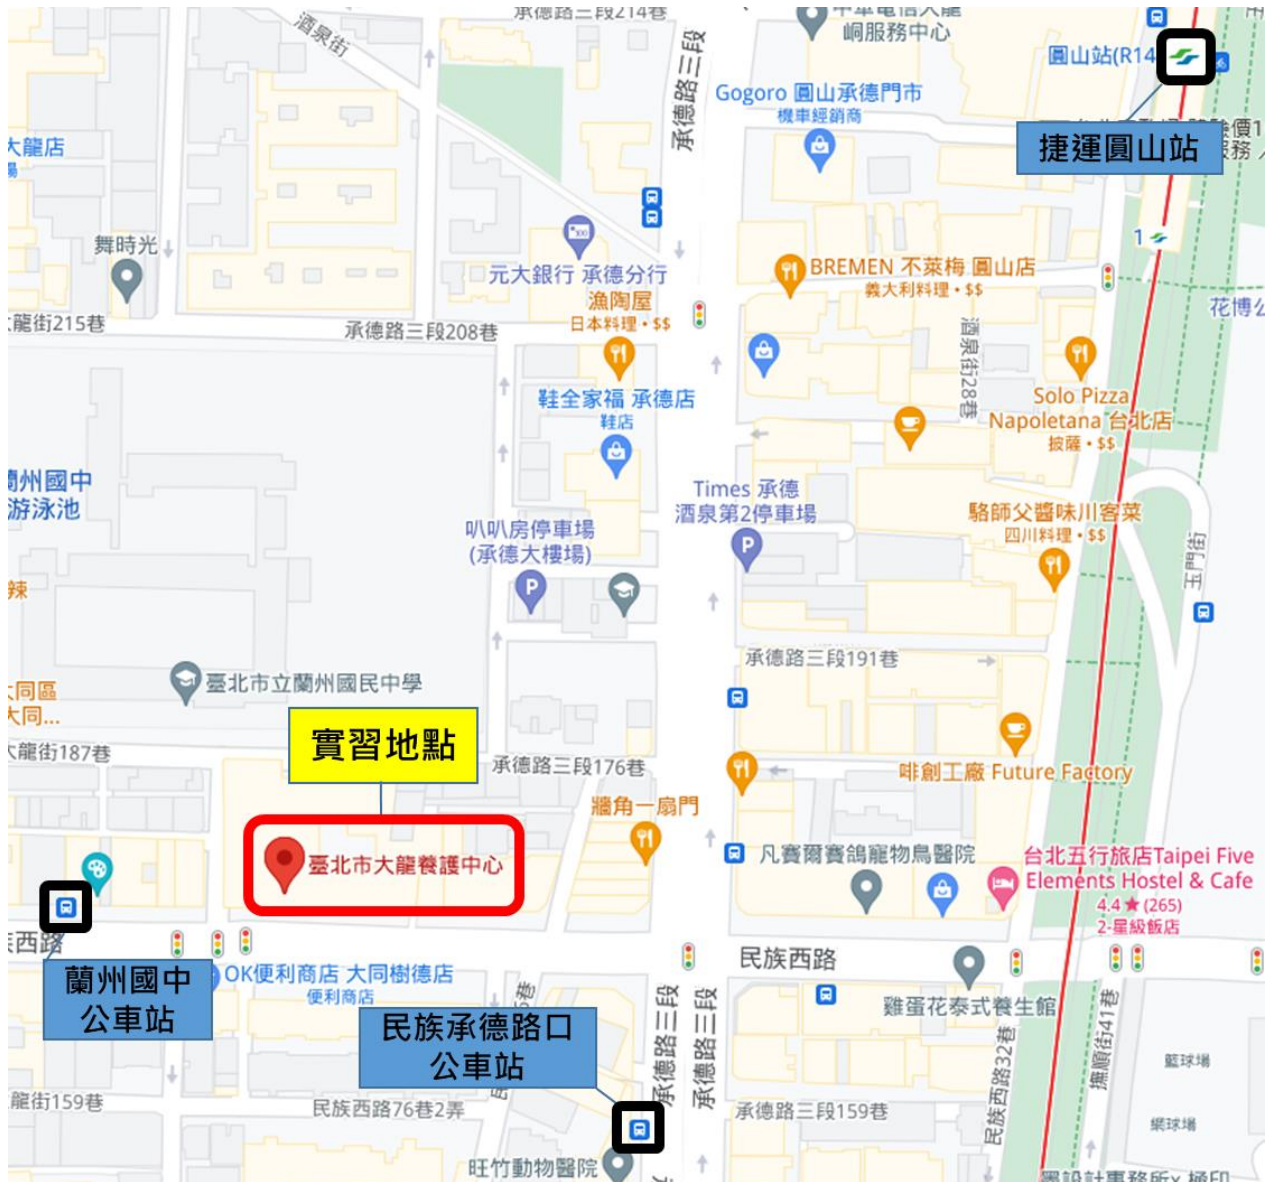 承德路三段214巷
酒泉街
峒服務中心
承德路三段
圓山站(R14
Gogoro 圓山承德門市
機車經銷商
捷運圓山站
大龍店
舞時光
元大銀行 承德分行
1
BREMEN 不萊梅 圓山店
義大利料理・$$
漁陶屋
日本料理・$$
龍街215巷
承德路三段208巷
酒泉街28巷
鞋全家福 承德店
鞋店
Solo Pizza
Napoletana 台北店
披薩・$$
蘭州國中
游泳池
Times 承德
酒泉第2停車場
叭叭房停車場
(承德大樓場)
駱師父醬味川客菜
四川料理・$$
玉門街
辣
臺北市立蘭州國民中學
承德路三段191巷
大同區
大同...
大龍街187巷
實習地點
承德路三段176巷
啡創工廠 Future Factory
牆角一扇門
臺北市大龍養護中心
凡賽爾賽鴿寵物鳥醫院
台北五行旅店Taipei Five
Elements Hostel & Cafe
4.4★(265)
2-星級飯店
族西路
民族西路
蘭州國中
公車站
OK便利商店 大同樹德店
便利商店
雞蛋花泰式養生館
民族承德路口
公車站
承德路三段
承德路三段
民族西路32巷
撫順街41巷
籃球場
網球場
龍街159巷
民族西路76巷2弄
承德路三段159巷
旺竹動物醫院